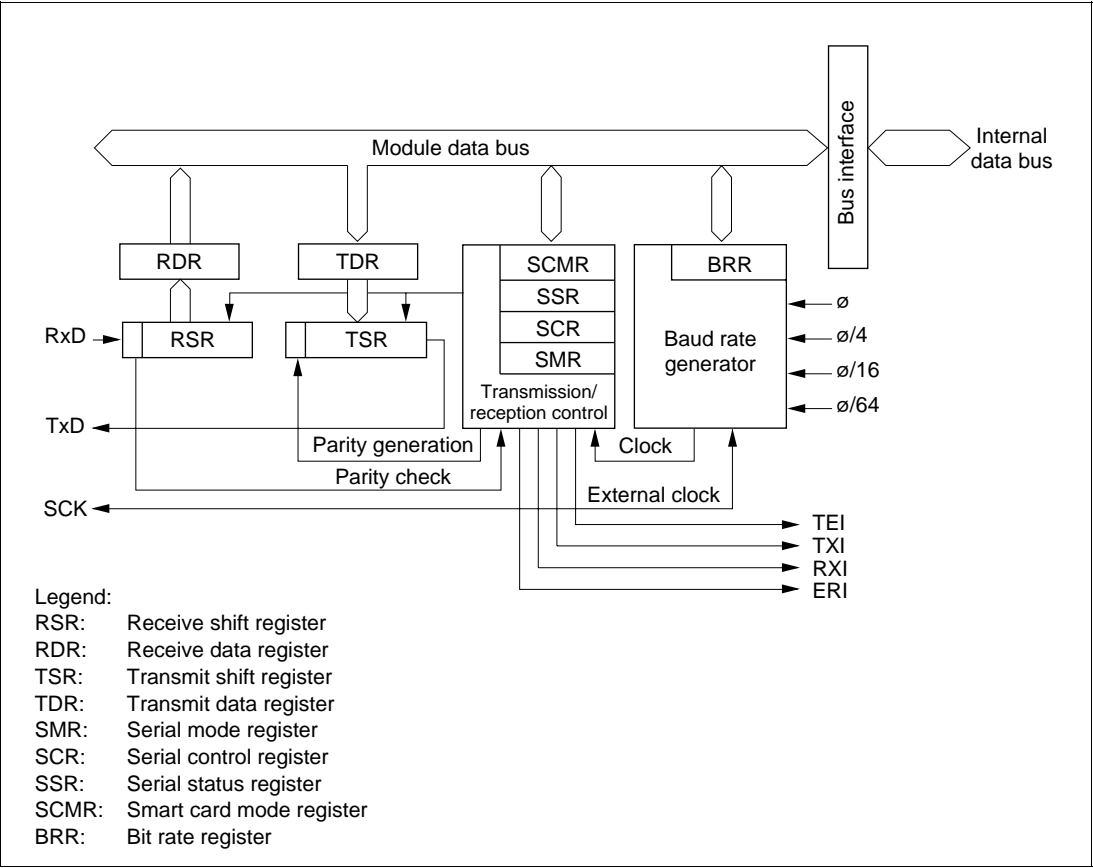 Module data bus
Bus interface
Internal
data bus
RDR
TDR
SCMR
BRR
SSR
SCR
SMR
RxD
RSR
TSR
Baud rate
generator
ø
ø/4
ø/16
ø/64
Transmission/
reception control
TxD
Parity generation
Clock
Parity check
External clock
SCK
TEI
TXI
RXI
ERI
Legend:
RSR: Receive shift register
RDR: Receive data register
TSR: Transmit shift register
TDR: Transmit data register
SMR: Serial mode register
SCR: Serial control register
SSR: Serial status register
SCMR: Smart card mode register
BRR: Bit rate register